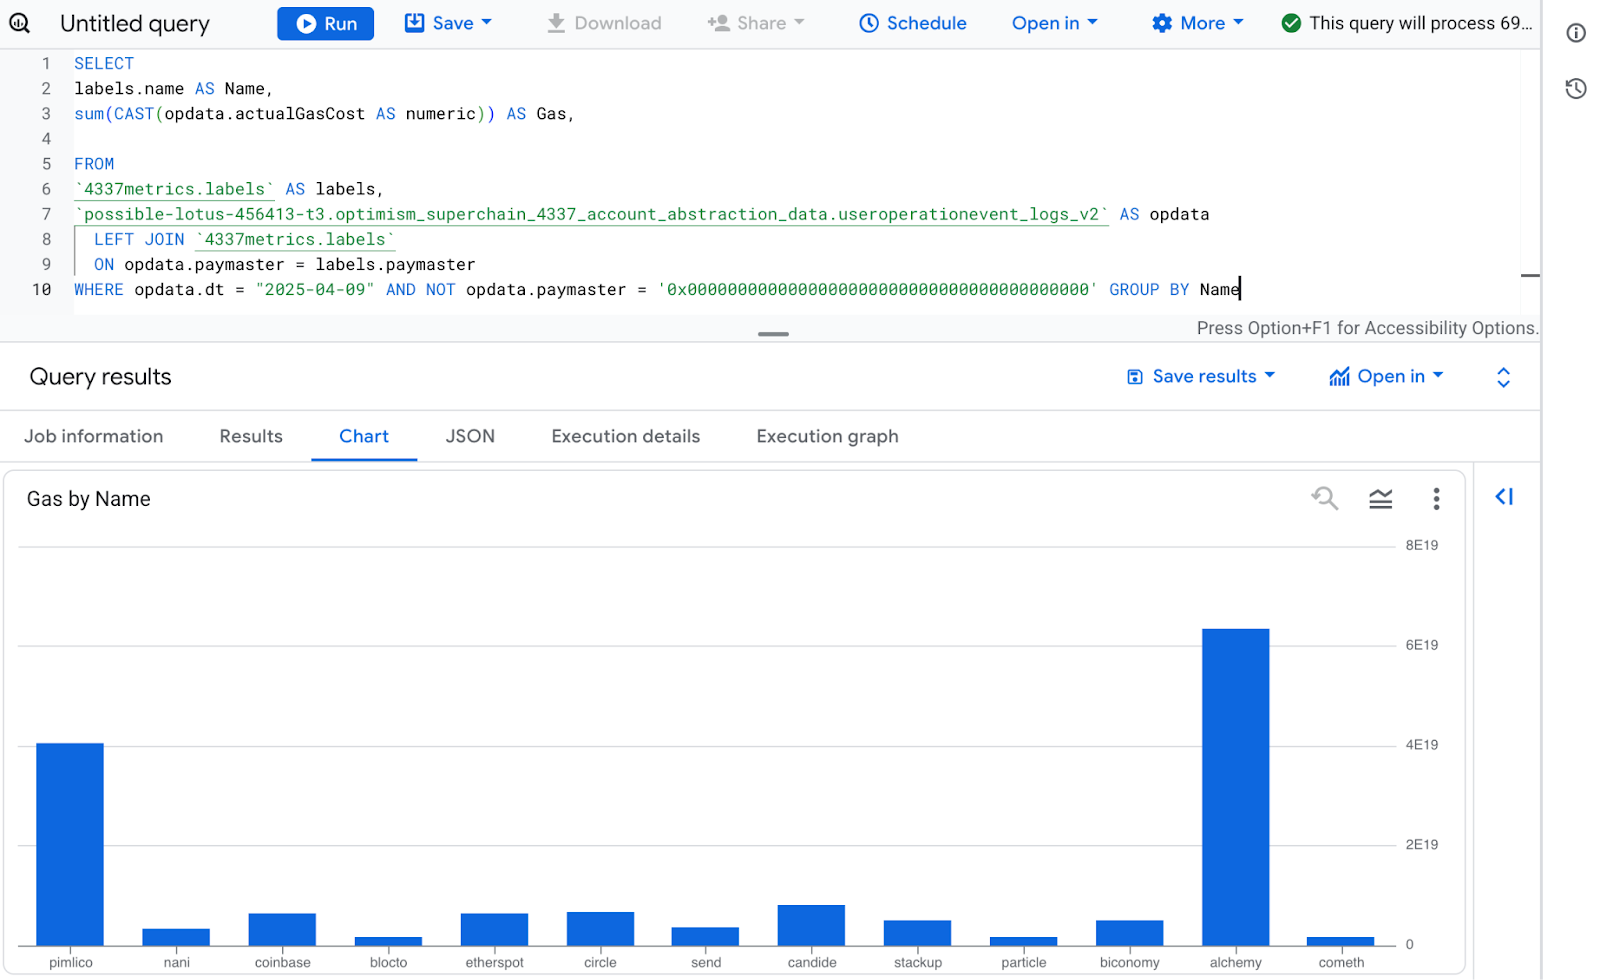 Untitled query Run Save Download Share Schedule Open in More This query will process 69...
1 SELECT
2 labels.name AS Name,
3 sum(CAST(opdata.actualGasCost AS numeric)) AS Gas,
4
5 FROM
6 `4337metrics.labels` AS labels,
7 `possible-lotus-456413-t3.optimism_superchain_4337_account_abstraction_data.useroperationevent_logs_v2` AS opdata
8 LEFT JOIN `4337metrics.labels`
9 ON opdata.paymaster = labels.paymaster
10 WHERE opdata.dt = "2025-04-09" AND NOT opdata.paymaster = '0x0000000000000000000000000000000000000000' GROUP BY Name
Press Option+F1 for Accessibility Options.
Query results Save results Open in
Job information Results Chart JSON Execution details Execution graph
Gas by Name
8E19
6E19
4E19
2E19
0
pimlico nani coinbase blocto etherspot circle send candide stackup particle biconomy alchemy cometh